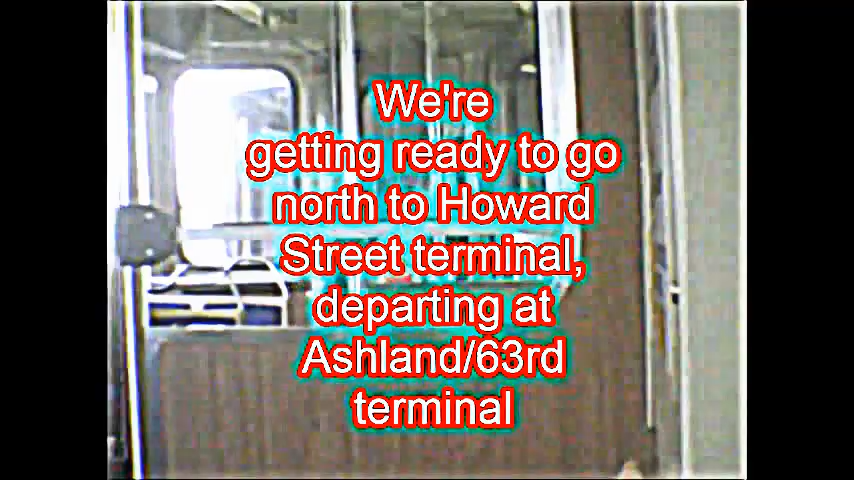 We're
getting ready to go
north to Howard
Street terminal,
departing at
Ashland/63rd
terminal